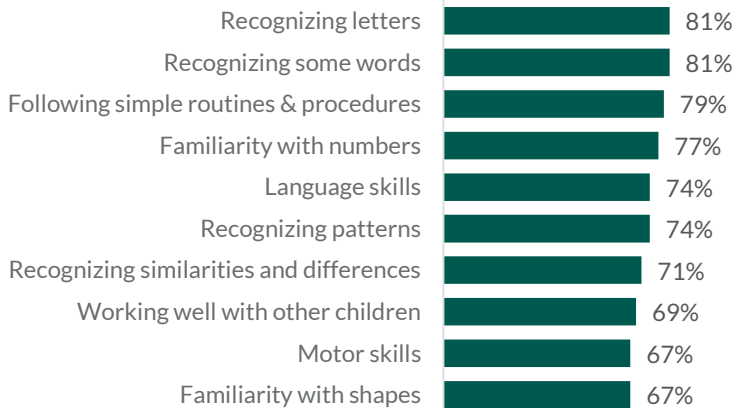 Recognizing letters 81%
Recognizing some words 81%
Following simple routines & procedures 79%
Familiarity with numbers 77%
Language skills 74%
Recognizing patterns 74%
Recognizing similarities and differences 71%
Working well with other children 69%
Motor skills 67%
Familiarity with shapes 67%